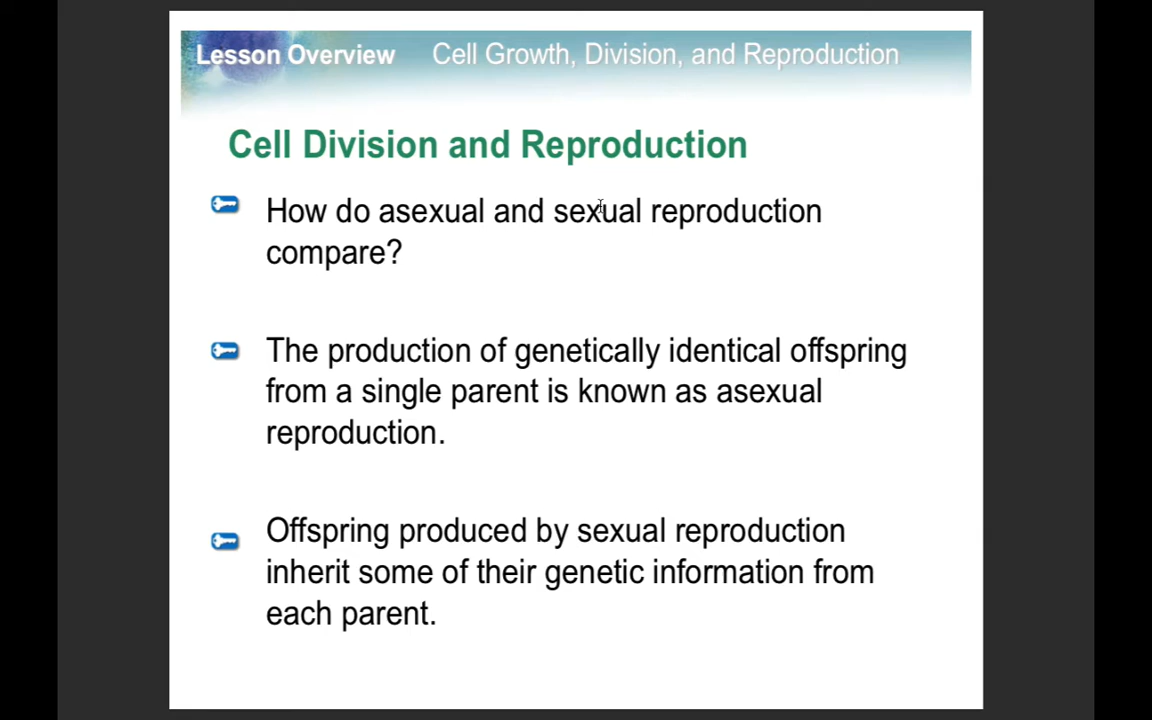 Lesson Overview Cell Growth, Division, and Reproduction
Cell Division and Reproduction
How do asexual and sexual reproduction
compare?
The production of genetically identical offspring
from a single parent is known as asexual
reproduction.
Offspring produced by sexual reproduction
inherit some of their genetic information from
each parent.